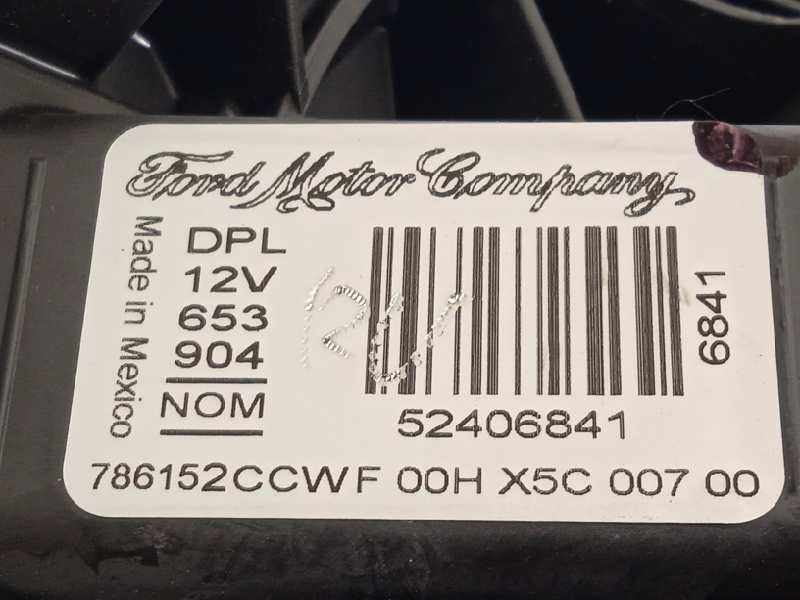 Ford Motor Company
Made in Mexico
DPL
12V
653
904
NOM
6841
52406841
786152CCWF 00H X5C 007 00